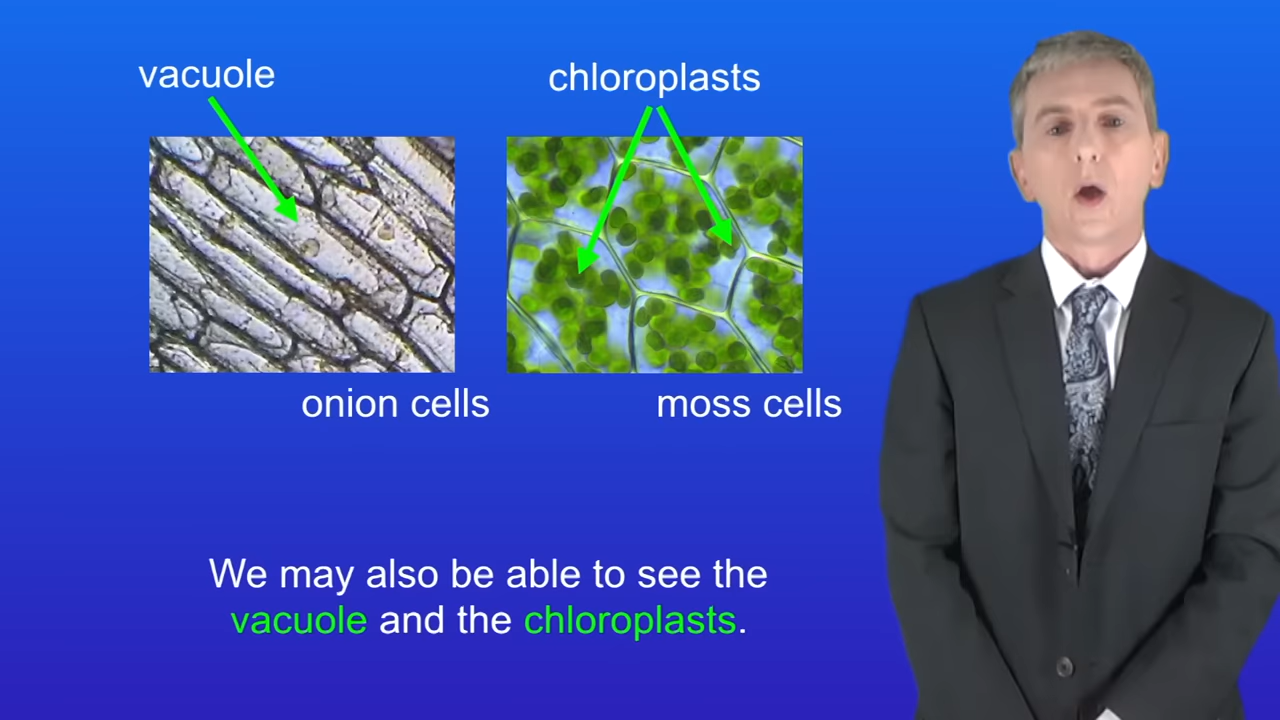 vacuole
chloroplasts
onion cells
moss cells
We may also be able to see the
vacuole and the chloroplasts.